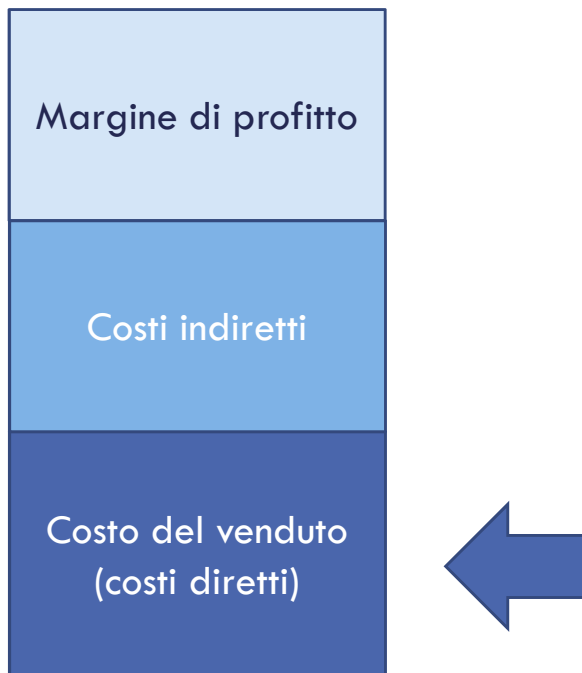 Margine di profitto
Costi indiretti
Costo del venduto
(costi diretti)